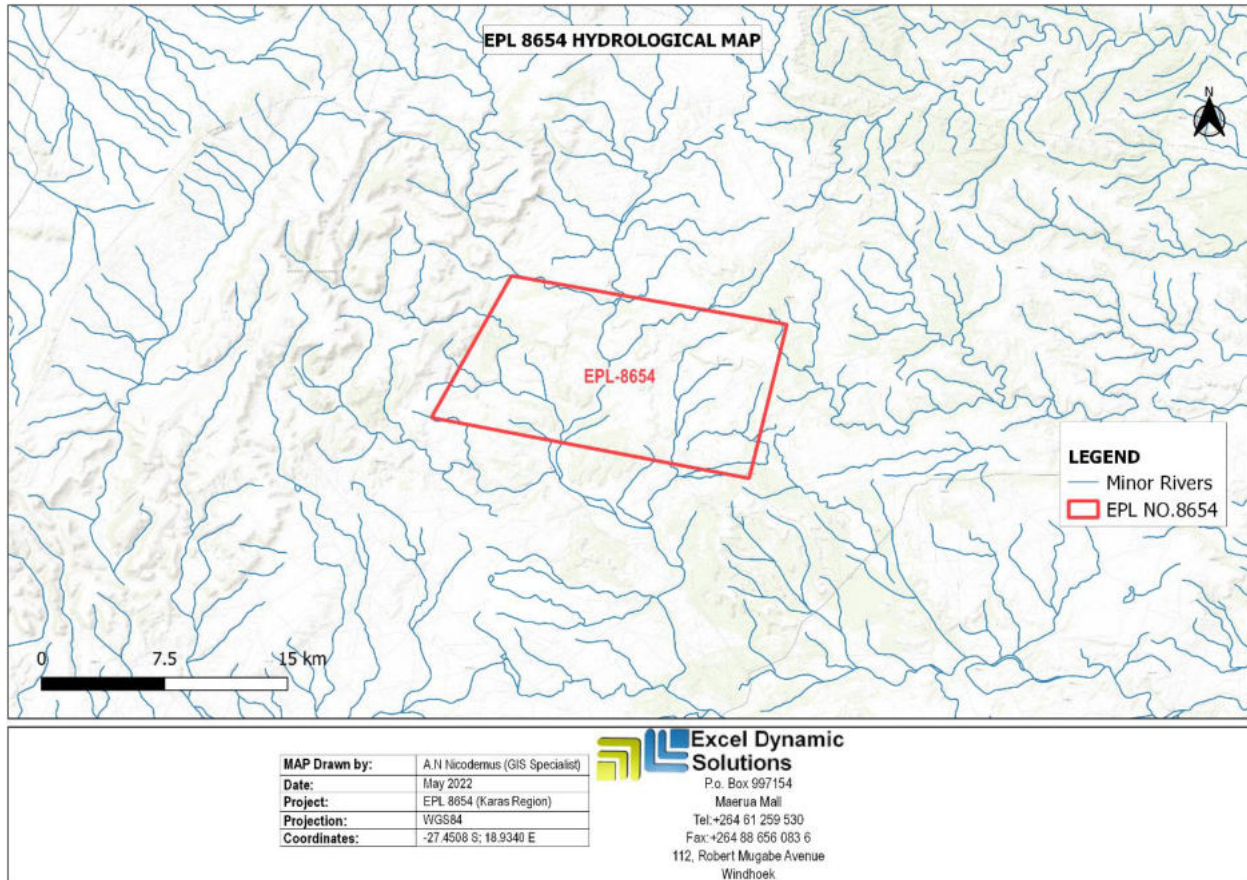 EPL 8654 HYDROLOGICAL MAP
N
EPL-8654
LEGEND
Minor Rivers
EPL NO.8654
0 7.5 15 km
MAP Drawn by: A.N Nicodemus (GIS Specialist)
Date: May 2022
Project: EPL 8654 (Karas Region)
Projection: WGS84
Coordinates: -27.4508 S; 18.9340 E
Excel Dynamic
Solutions
P.o. Box 997154
Maerua Mall
Tel:+264 61 259 530
Fax:+264 88 656 083 6
112, Robert Mugabe Avenue
Windhoek